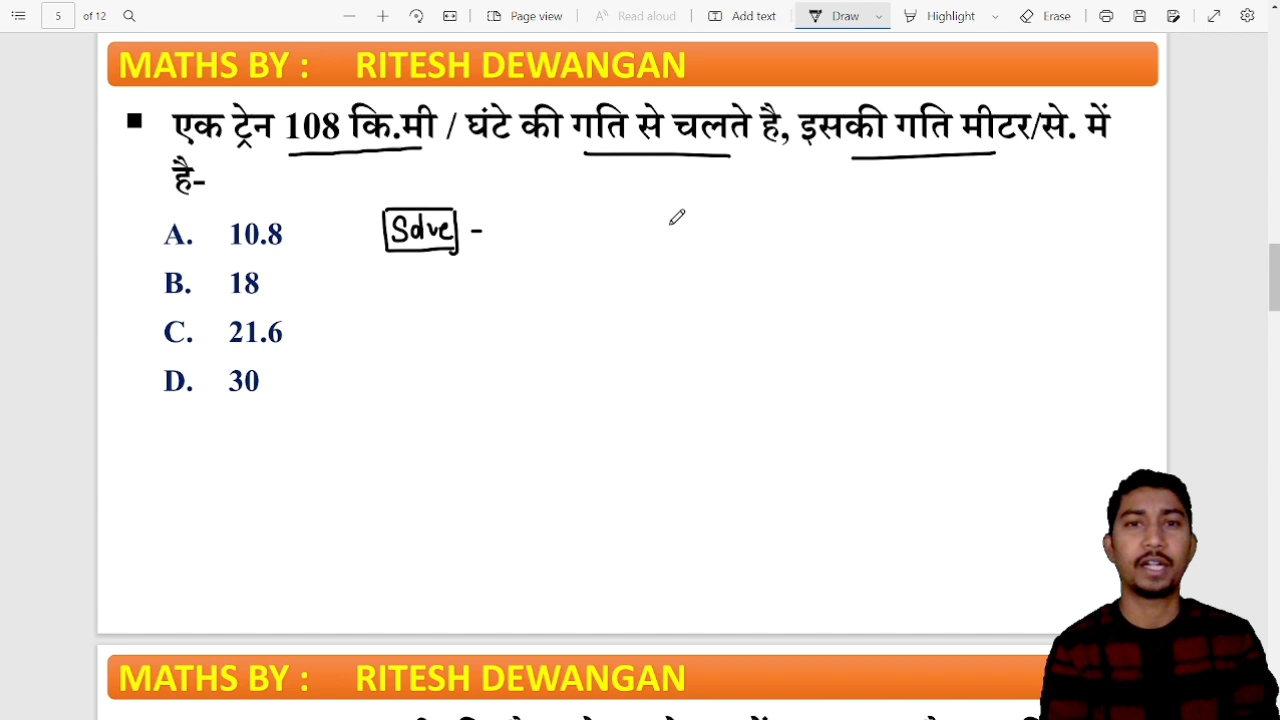 5 of 12 Page view Read aloud Add text Draw Highlight Erase
MATHS BY : RITESH DEWANGAN
▪ एक ट्रेन 108 कि.मी / घंटे की गति से चलते है, इसकी गति मीटर/से. में
है-
A. 10.8
Solve -
B. 18
C. 21.6
D. 30
MATHS BY : RITESH DEWANGAN